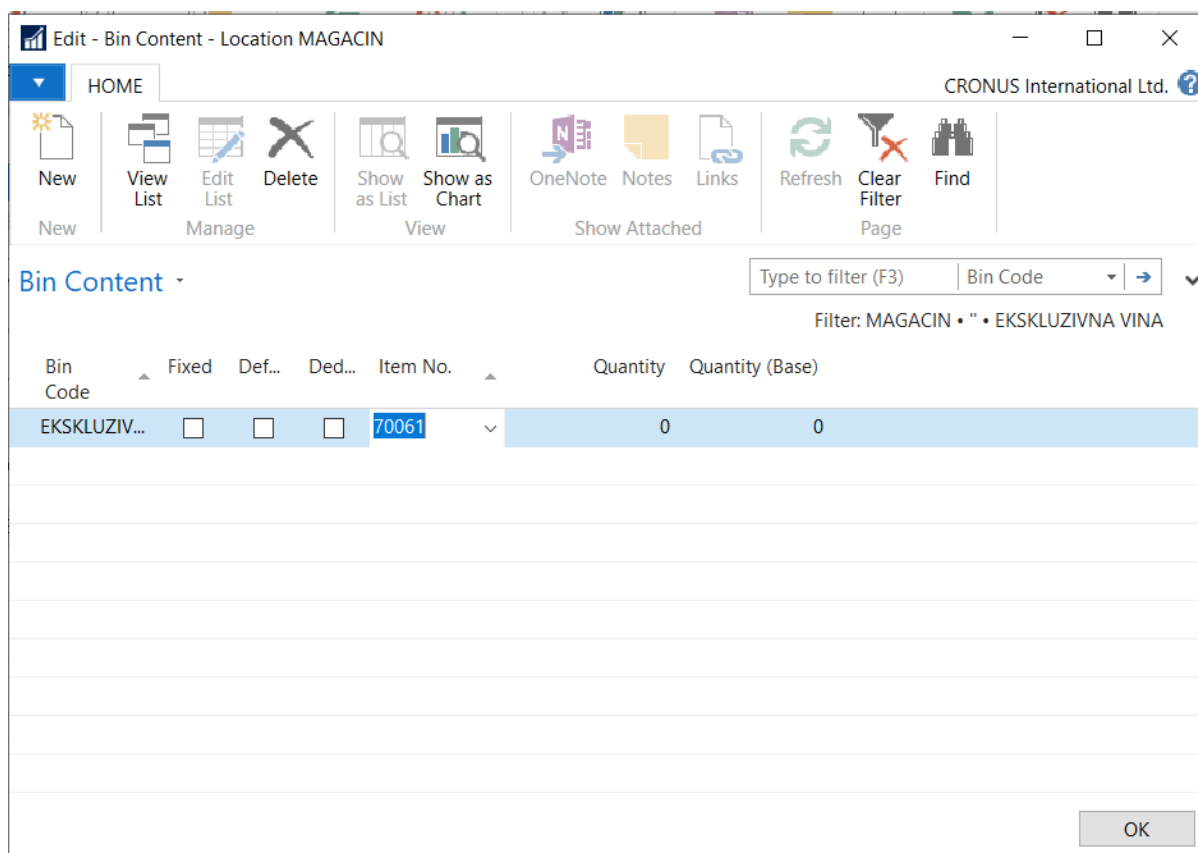 Edit - Bin Content - Location MAGACIN
HOME
CRONUS International Ltd.
New
View List
Edit List
Delete
Show as List
Show as Chart
OneNote
Notes
Links
Refresh
Clear Filter
Find
New
Manage
View
Show Attached
Page
Bin Content
Type to filter (F3)
Bin Code
Filter: MAGACIN • '' • EKSKLUZIVNA VINA
Bin Code
Fixed
Def...
Ded...
Item No.
Quantity
Quantity (Base)
EKSKLUZIV...
70061
0
0
OK